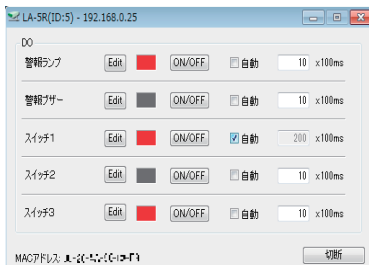 LA-5R(ID:5) - 192.168.0.25
DO
警報ランプ Edit ON/OFF 自動 10 x100ms
警報ブザー Edit ON/OFF 自動 10 x100ms
スイッチ1 Edit ON/OFF 自動 200 x100ms
スイッチ2 Edit ON/OFF 自動 10 x100ms
スイッチ3 Edit ON/OFF 自動 10 x100ms
MACアドレス: 切断